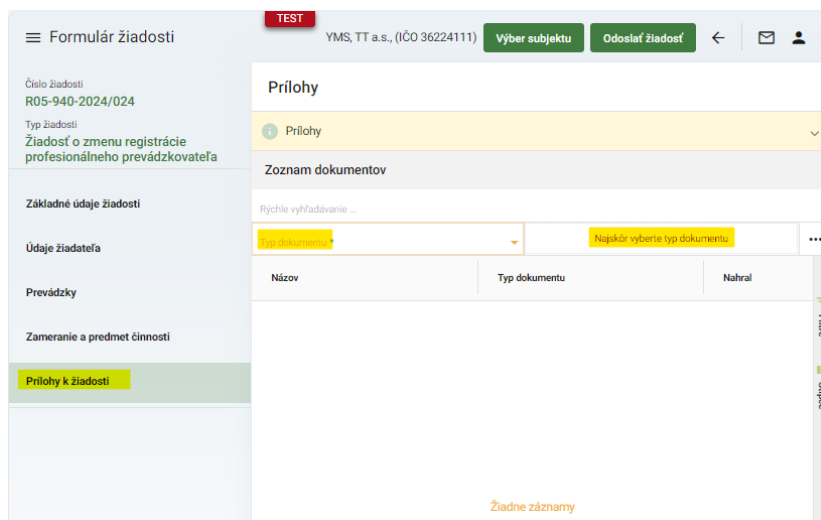 TEST
Formulár žiadosti
YMS, TT a.s., (IČO 36224111)
Výber subjektu
Odoslať žiadosť
Číslo žiadosti
R05-940-2024/024
Typ žiadosti
Žiadosť o zmenu registrácie
profesionálneho prevádzkovateľa
Základné údaje žiadosti
Údaje žiadateľa
Prevádzky
Zameranie a predmet činnosti
Prílohy k žiadosti
Prílohy
Prílohy
Zoznam dokumentov
Rýchle vyhľadávanie ...
Typ dokumentu *
Najskôr vyberte typ dokumentu
Názov
Typ dokumentu
Nahral
Žiadne záznamy